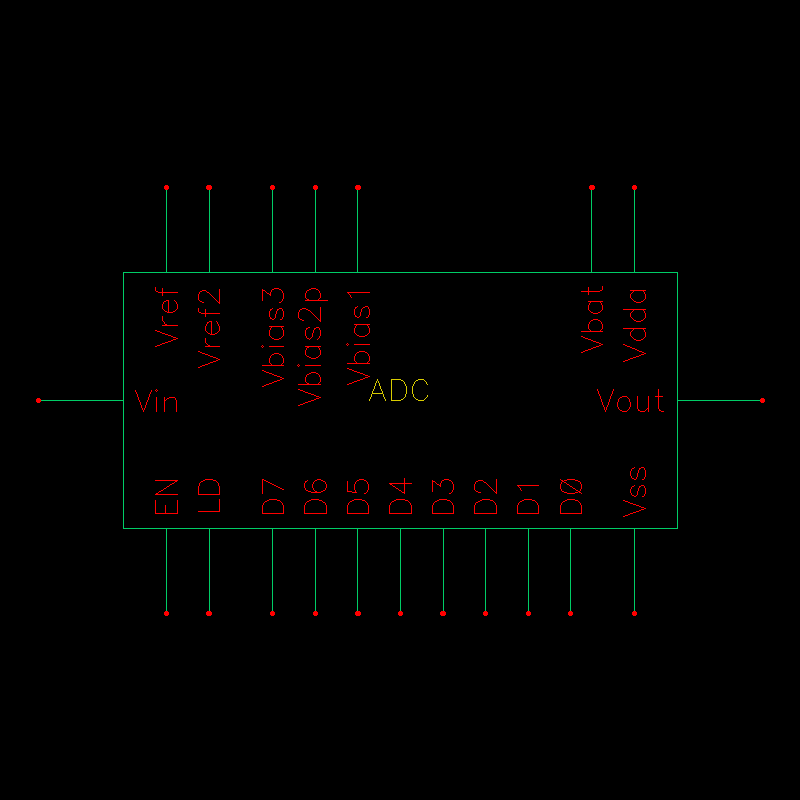 Vref
Vref2
Vbias3
Vbias2p
Vbias1
Vbat
Vdda
Vin
ADC
Vout
EN
LD
D7
D6
D5
D4
D3
D2
D1
D0
Vss